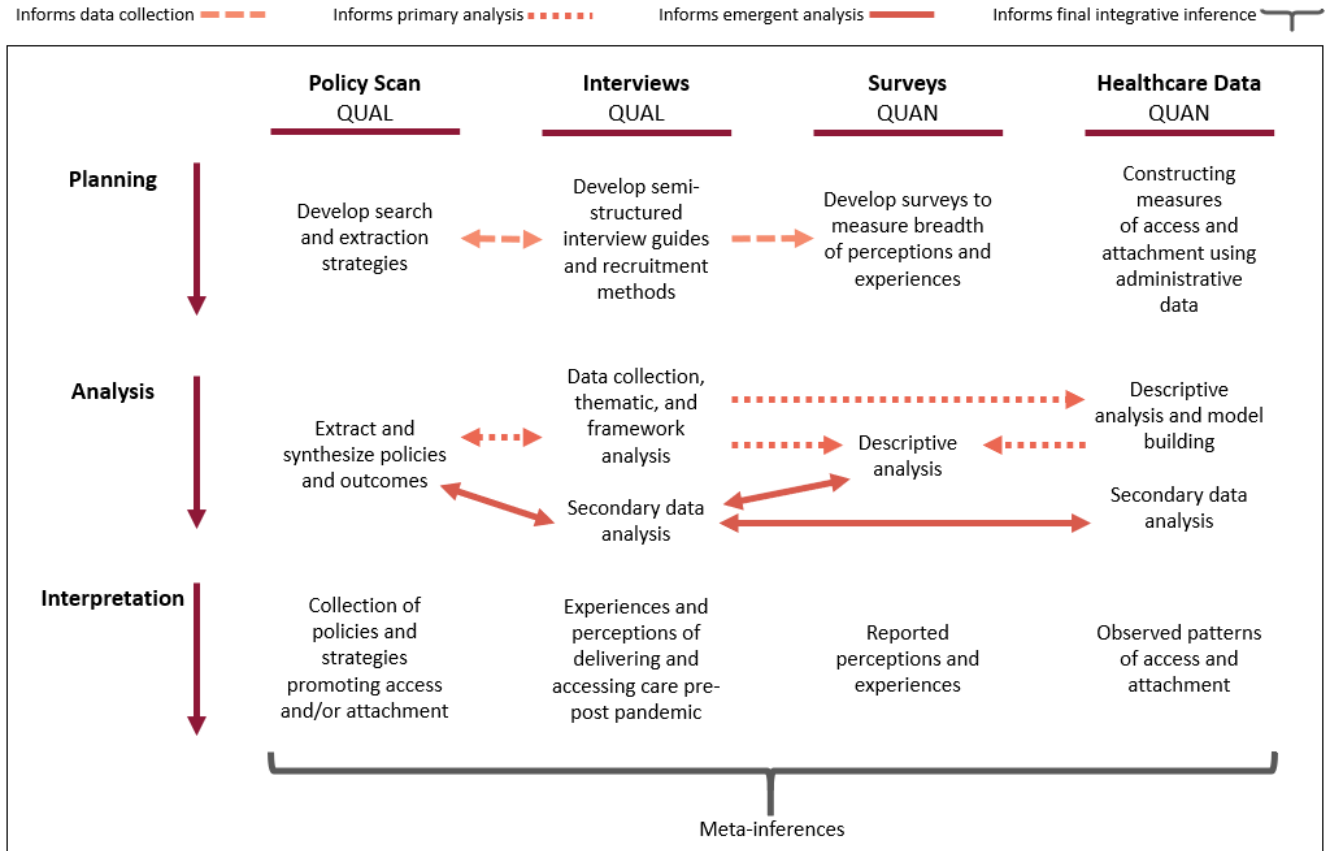 Informs data collection
Informs primary analysis
Informs emergent analysis
Informs final integrative inference
Policy Scan
QUAL
Interviews
QUAL
Surveys
QUAN
Healthcare Data
QUAN
Planning
Develop search
and extraction
strategies
Develop semi-
structured
interview guides
and recruitment
methods
Develop surveys to
measure breadth
of perceptions and
experiences
Constructing
measures
of access and
attachment using
administrative
data
Analysis
Extract and
synthesize policies
and outcomes
Data collection,
thematic, and
framework
analysis
Secondary data
analysis
Descriptive
analysis
Descriptive
analysis and model
building
Secondary data
analysis
Interpretation
Collection of
policies and
strategies
promoting access
and/or attachment
Experiences and
perceptions of
delivering and
accessing care pre-
post pandemic
Reported
perceptions and
experiences
Observed patterns
of access and
attachment
Meta-inferences